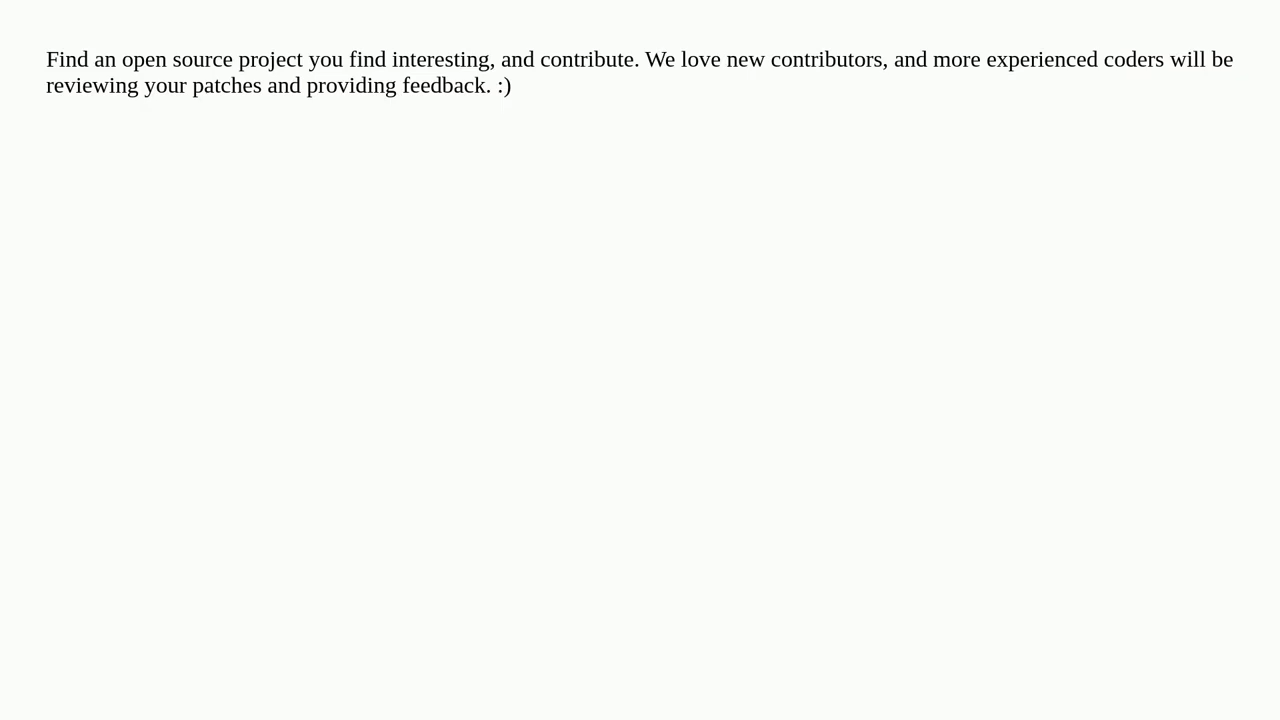 Find an open source project you find interesting, and contribute. We love new contributors, and more experienced coders will be
reviewing your patches and providing feedback. :)